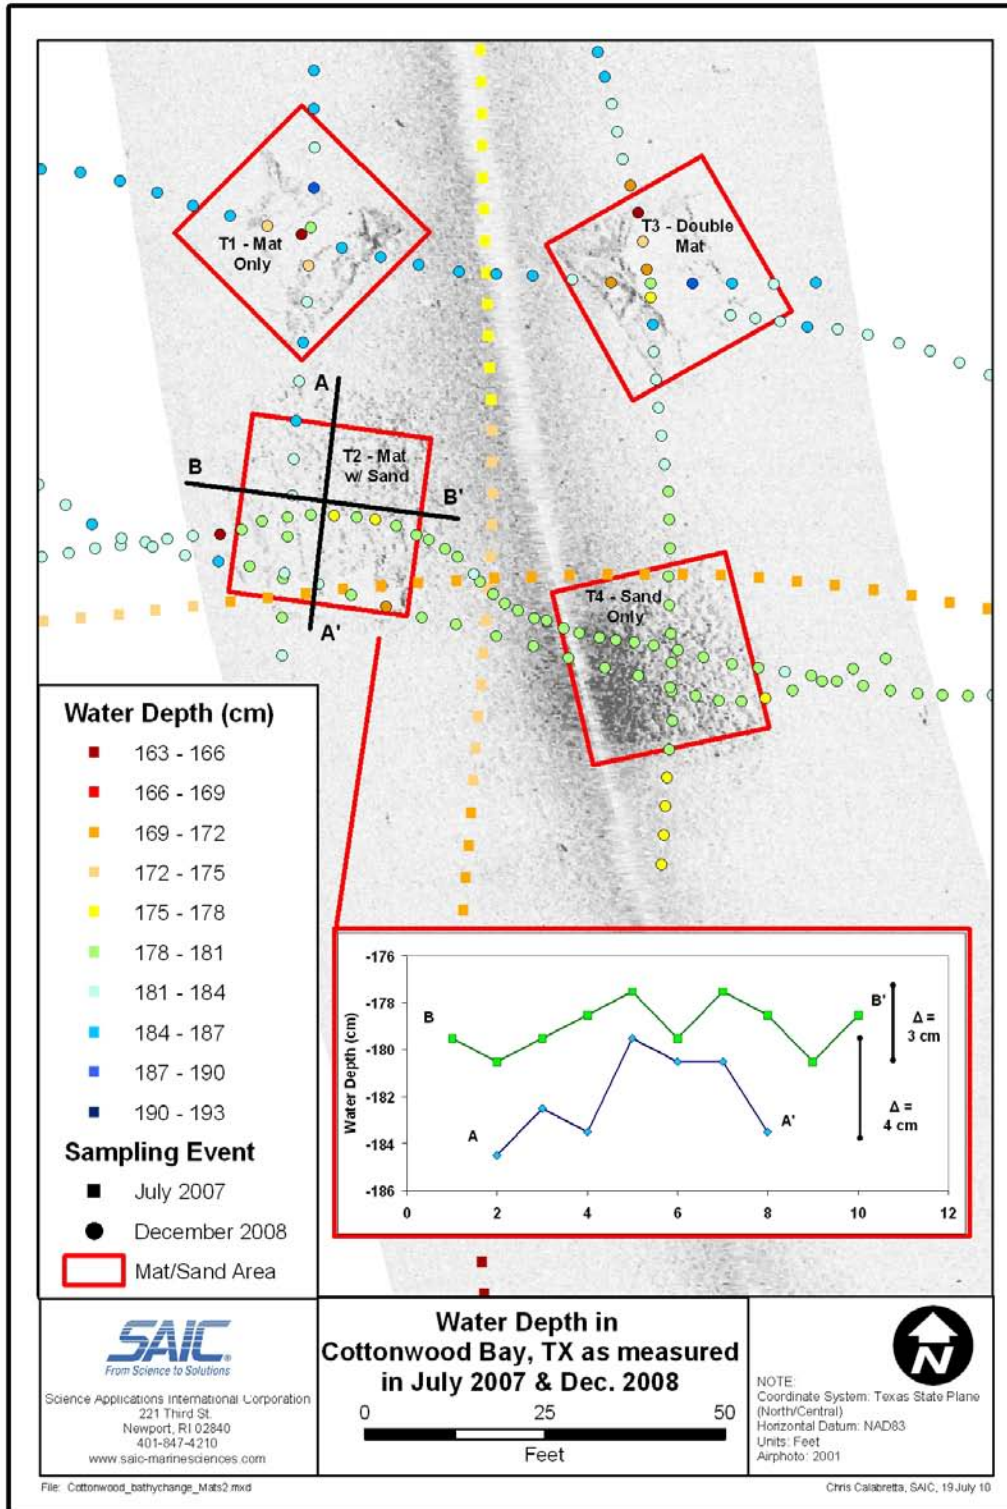 T1 - Mat
Only
T3 - Double
Mat
A
T2 - Mat
w/ Sand
B
B'
T4 - Sand
Only
A'
Water Depth (cm)
163 - 166
166 - 169
169 - 172
172 - 175
175 - 178
178 - 181
181 - 184
184 - 187
187 - 190
190 - 193
Sampling Event
July 2007
December 2008
Mat/Sand Area
Water Depth (cm)
-176
-178
-180
-182
-184
-186
0
2
4
6
8
10
12
B
B'
A
A'
Δ =
3 cm
Δ =
4 cm
SAIC
From Science to Solutions
Science Applications International Corporation
221 Third St.
Newport, RI 02840
401-847-4210
www.saic-marinesciences.com
Water Depth in
Cottonwood Bay, TX as measured
in July 2007 & Dec. 2008
0 25 50
Feet
N
NOTE:
Coordinate System: Texas State Plane
(North/Central)
Horizontal Datum: NAD83
Units: Feet
Airphoto: 2001
File: Cottonwood_bathychange_Mats2.mxd
Chris Calabretta, SAIC, 19 July 10